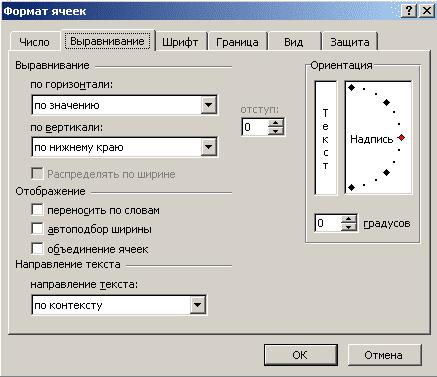 Формат ячеек
Число Выравнивание Шрифт Граница Вид Защита
Выравнивание
по горизонтали:
по значению
отступ:
по вертикали:
0
по нижнему краю
Распределять по ширине
Отображение
переносить по словам
автоподбор ширины
объединение ячеек
Направление текста
направление текста:
по контексту
Ориентация
Текст
Надпись
0 градусов
ОК Отмена